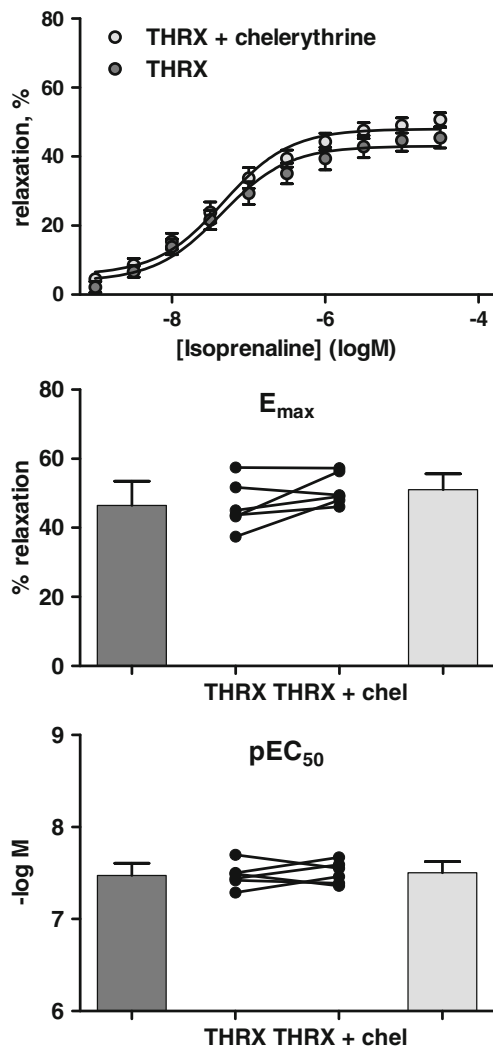 80
THRX + chelerythrine
THRX
60
40
20
0
relaxation, %
-8 -6 -4
[Isoprenaline] (logM)
Emax
80
60
40
20
0
% relaxation
THRX THRX + chel
pEC50
9
8
7
6
-log M
THRX THRX + chel